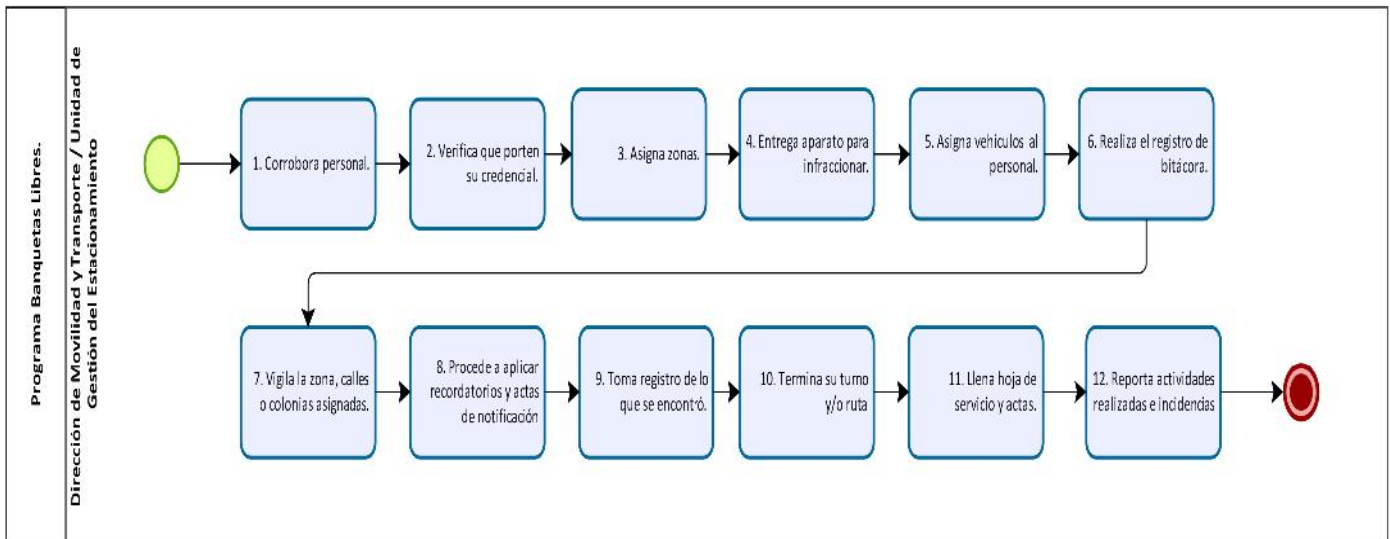 Programa Banquetas Libres.
Dirección de Movilidad y Transporte / Unidad de
Gestión del Estacionamiento
1. Corrobora personal.
2. Verifica que porten
su credencial.
3. Asigna zonas.
4. Entrega aparato para
infraccionar.
5. Asigna vehículos al
personal.
6. Realiza el registro de
bitácora.
7. Vigila la zona, calles
o colonias asignadas.
8. Procede a aplicar
recordatorios y actas
de notificación
9. Toma registro de lo
que se encontró.
10. Termina su turno
y/o ruta
11. Llena hoja de
servicio y actas.
12. Reporta actividades
realizadas e incidencias